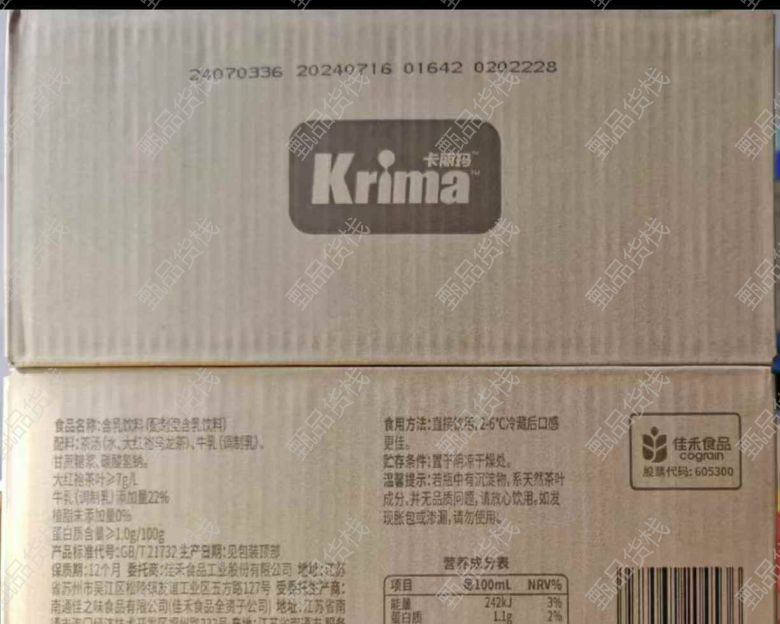 24070336 20240716 01642 0202228
卡丽玛™
Krima™
食品名称:含乳饮料(配制型含乳饮料)
配料:茶汤(水、大红袍乌龙茶)、牛乳(调制乳)、
甘蔗糖浆、碳酸氢钠。
大红袍茶叶≥7g/L
牛乳(调制乳)添加量22%
植脂末添加量0%
蛋白质含量≥1.0g/100g
产品标准代号:GB/T 21732 生产日期:见包装顶部
保质期:12个月 委托商:佳禾食品工业股份有限公司 地址:江苏
省苏州市吴江区松陵镇友谊工业区五方路127号 受委托生产商:
南通佳之味食品有限公司(佳禾食品全资子公司) 地址:江苏省南
食用方法:直接饮用,2-6℃冷藏后口感
更佳。
贮存条件:置于阴凉干燥处。
温馨提示:若瓶中有沉淀物,系天然茶叶
成分,并无品质问题,请放心饮用。如发
现胀包或渗漏,请勿使用。
营养成分表
项目 每100mL NRV%
能量 242kJ 3%
蛋白质 1.1g 2%
佳禾食品
cograin
股票代码:605300
甄品货栈